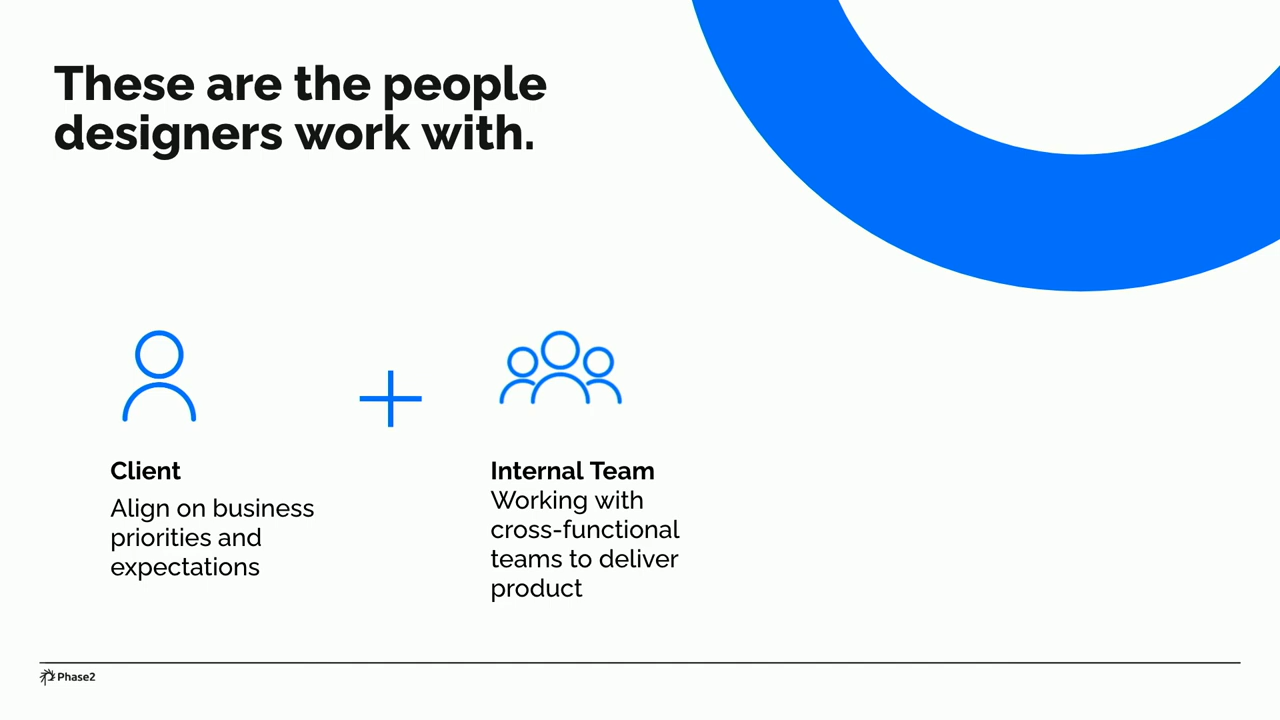 These are the people
designers work with.
Client
Align on business
priorities and
expectations
Internal Team
Working with
cross-functional
teams to deliver
product
Phase2